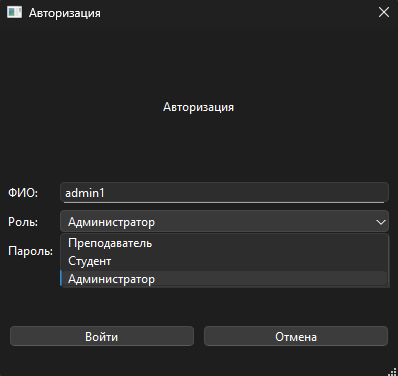 Авторизация
Авторизация
ФИО: admin1
Роль: Администратор
Пароль:
Преподаватель
Студент
Администратор
Войти Отмена